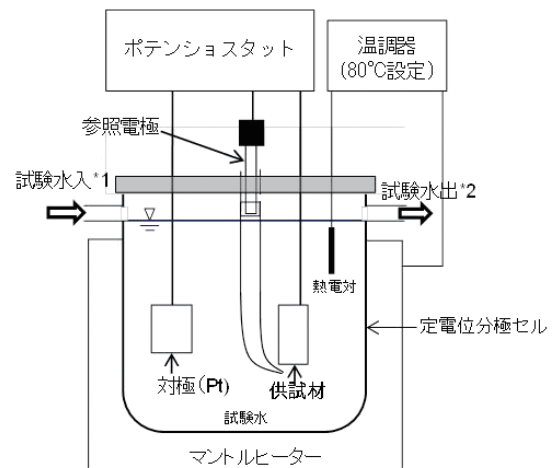 ポテンショスタット
温調器
(80℃設定)
参照電極
試験水入*1
試験水出*2
熱電対
定電位分極セル
対極(Pt)
供試材
試験水
マントルヒーター